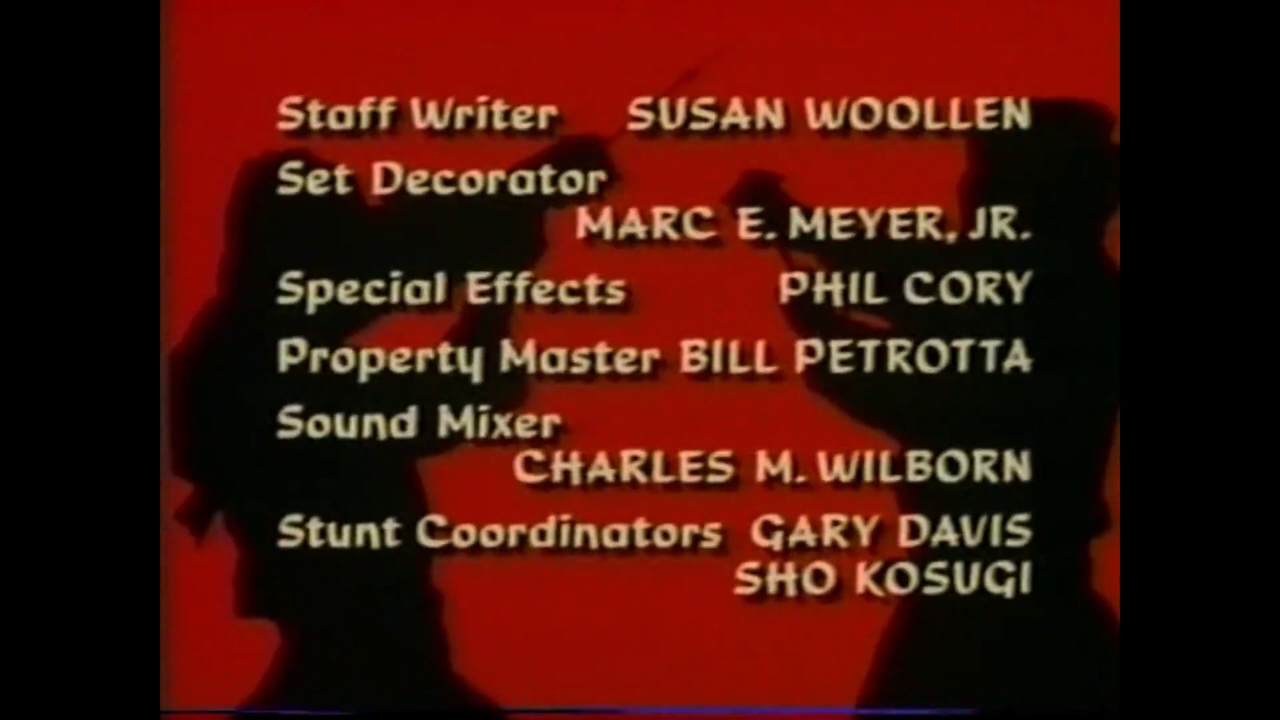 Staff Writer SUSAN WOOLLEN
Set Decorator
MARC E. MEYER, JR.
Special Effects PHIL CORY
Property Master BILL PETROTTA
Sound Mixer
CHARLES M. WILBORN
Stunt Coordinators GARY DAVIS
SHO KOSUGI